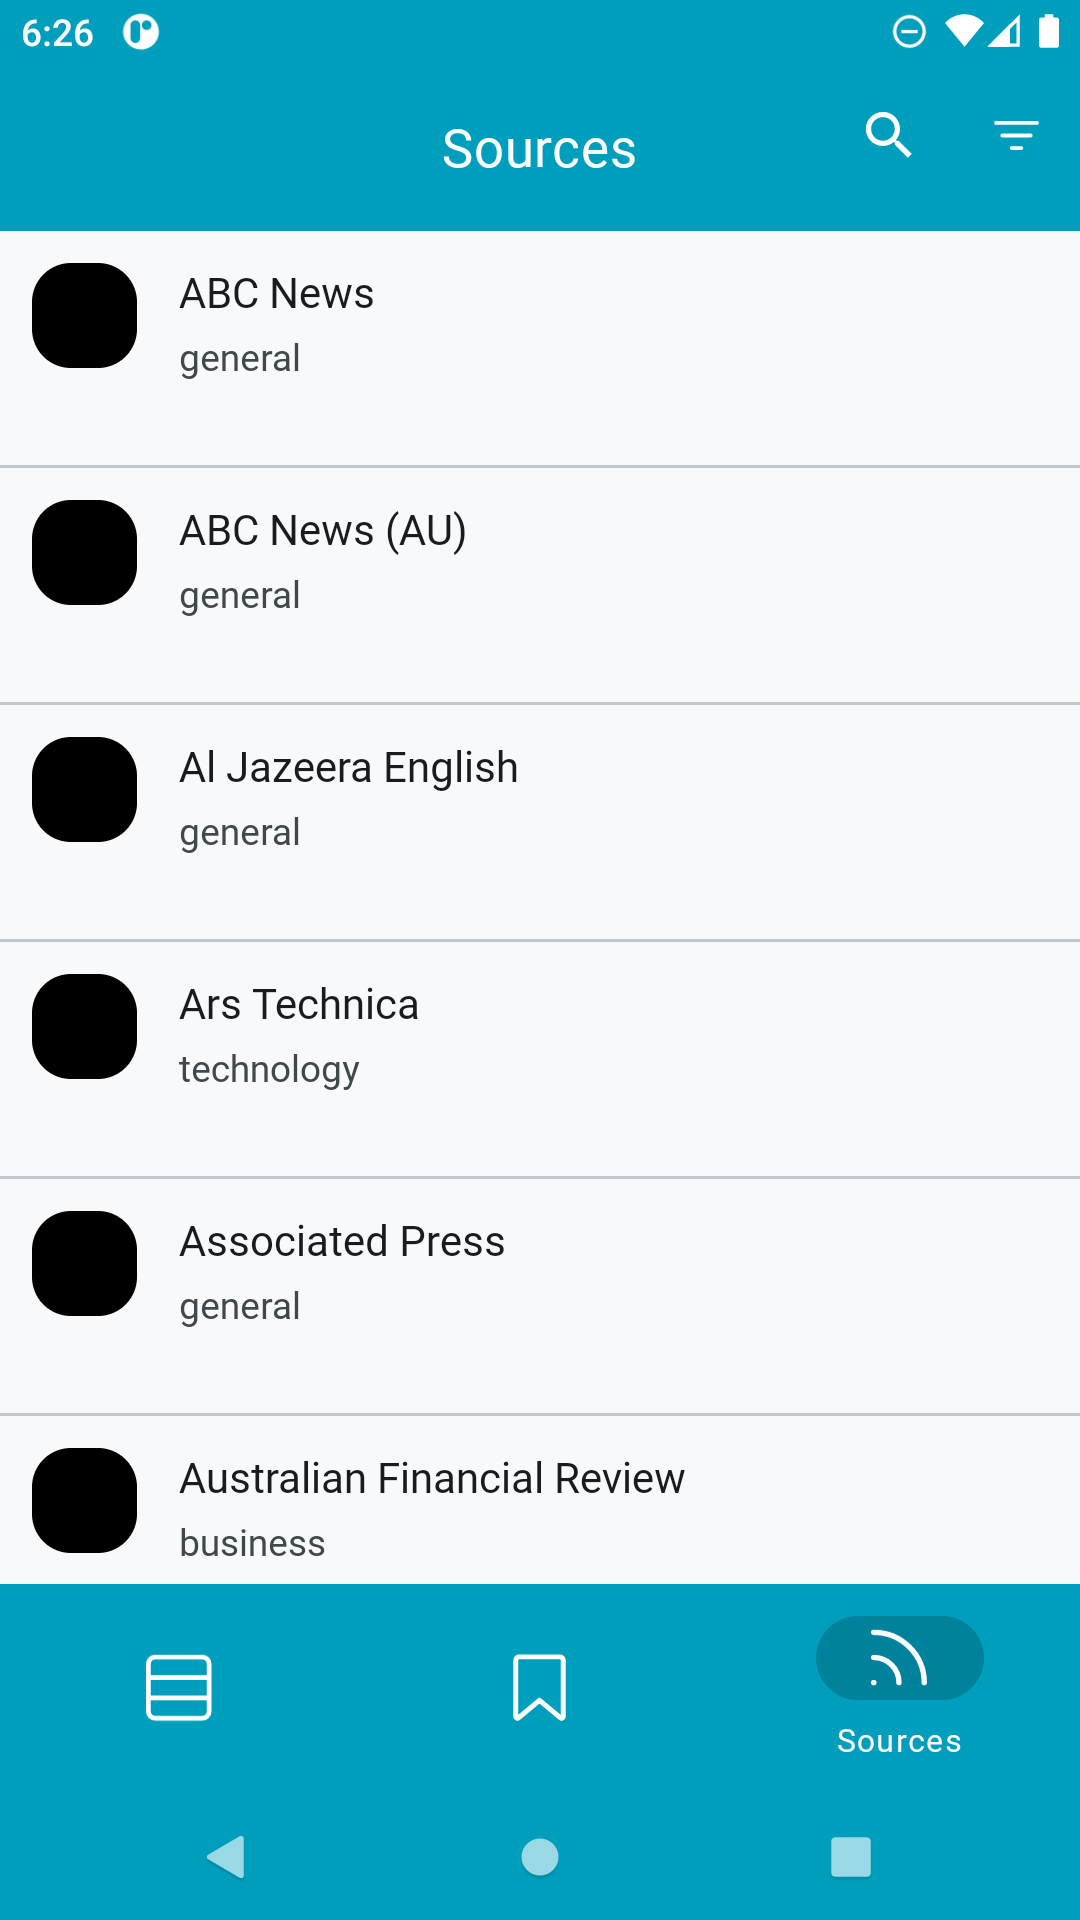 6:26
Sources
ABC News
general
ABC News (AU)
general
Al Jazeera English
general
Ars Technica
technology
Associated Press
general
Australian Financial Review
business
Sources